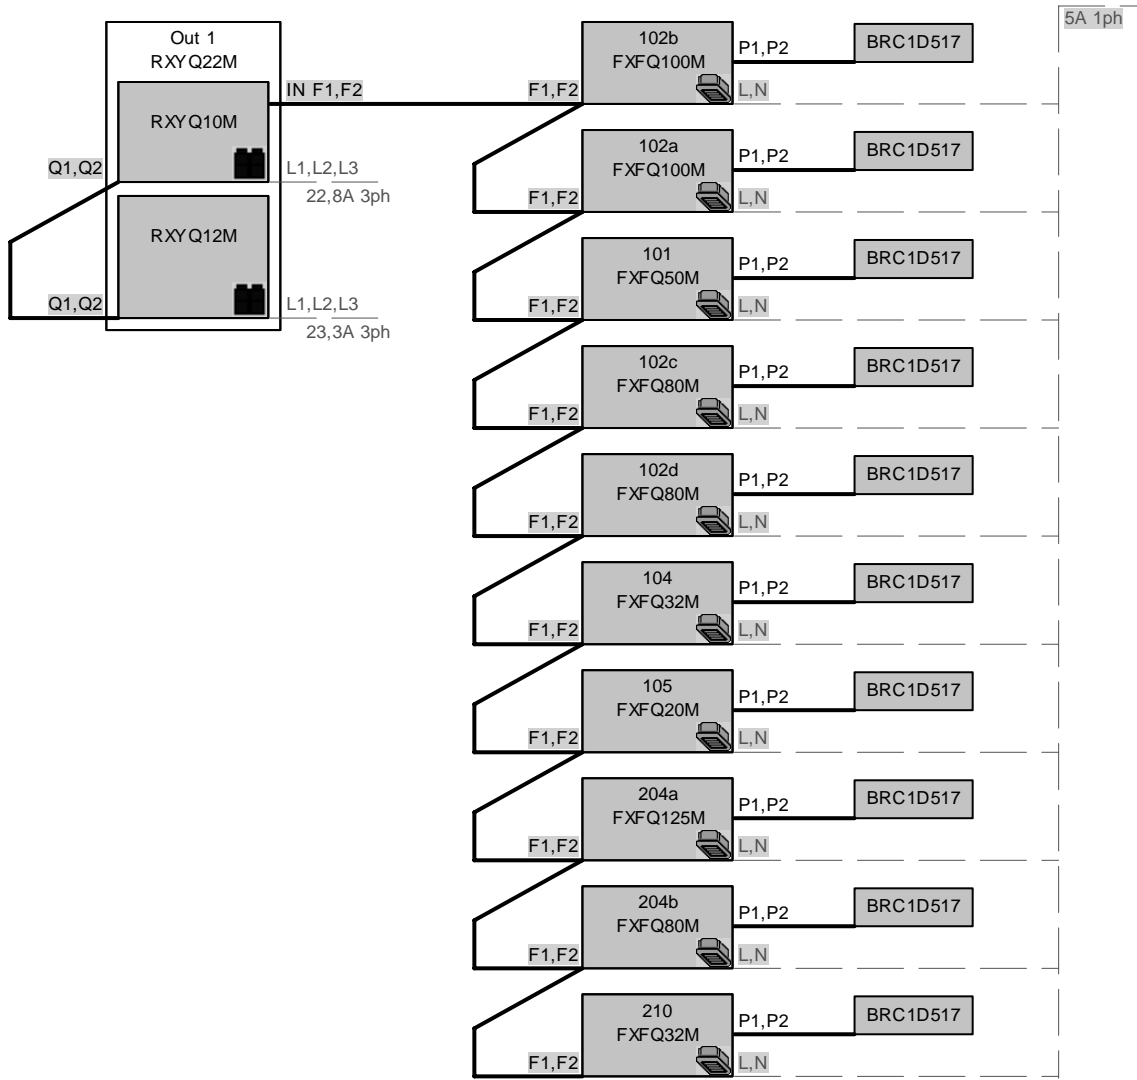 5A 1ph
Out 1
RXYQ22M
RXYQ10M
IN F1,F2
Q1,Q2
L1,L2,L3
22,8A 3ph
RXYQ12M
Q1,Q2
L1,L2,L3
23,3A 3ph
102b
FXFQ100M
F1,F2
P1,P2
L,N
BRC1D517
102a
FXFQ100M
F1,F2
P1,P2
L,N
BRC1D517
101
FXFQ50M
F1,F2
P1,P2
L,N
BRC1D517
102c
FXFQ80M
F1,F2
P1,P2
L,N
BRC1D517
102d
FXFQ80M
F1,F2
P1,P2
L,N
BRC1D517
104
FXFQ32M
F1,F2
P1,P2
L,N
BRC1D517
105
FXFQ20M
F1,F2
P1,P2
L,N
BRC1D517
204a
FXFQ125M
F1,F2
P1,P2
L,N
BRC1D517
204b
FXFQ80M
F1,F2
P1,P2
L,N
BRC1D517
210
FXFQ32M
F1,F2
P1,P2
L,N
BRC1D517